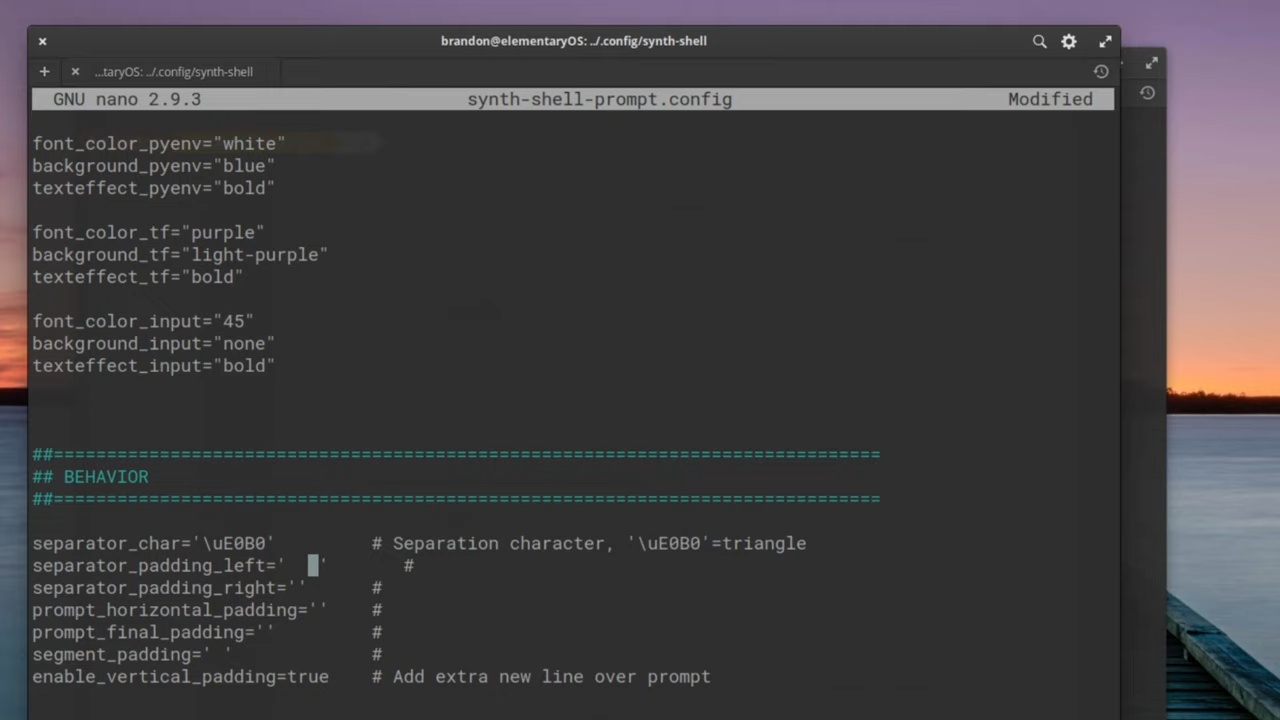 brandon@elementaryOS: ../.config/synth-shell
...taryOS: ../.config/synth-shell
GNU nano 2.9.3 synth-shell-prompt.config Modified
font_color_pyenv="white"
background_pyenv="blue"
texteffect_pyenv="bold"
font_color_tf="purple"
background_tf="light-purple"
texteffect_tf="bold"
font_color_input="45"
background_input="none"
texteffect_input="bold"
##==============================================================================
## BEHAVIOR
##==============================================================================
separator_char='\uE0B0' # Separation character, '\uE0B0'=triangle
separator_padding_left='   ' #
separator_padding_right='' #
prompt_horizontal_padding='' #
prompt_final_padding='' #
segment_padding=' ' #
enable_vertical_padding=true # Add extra new line over prompt